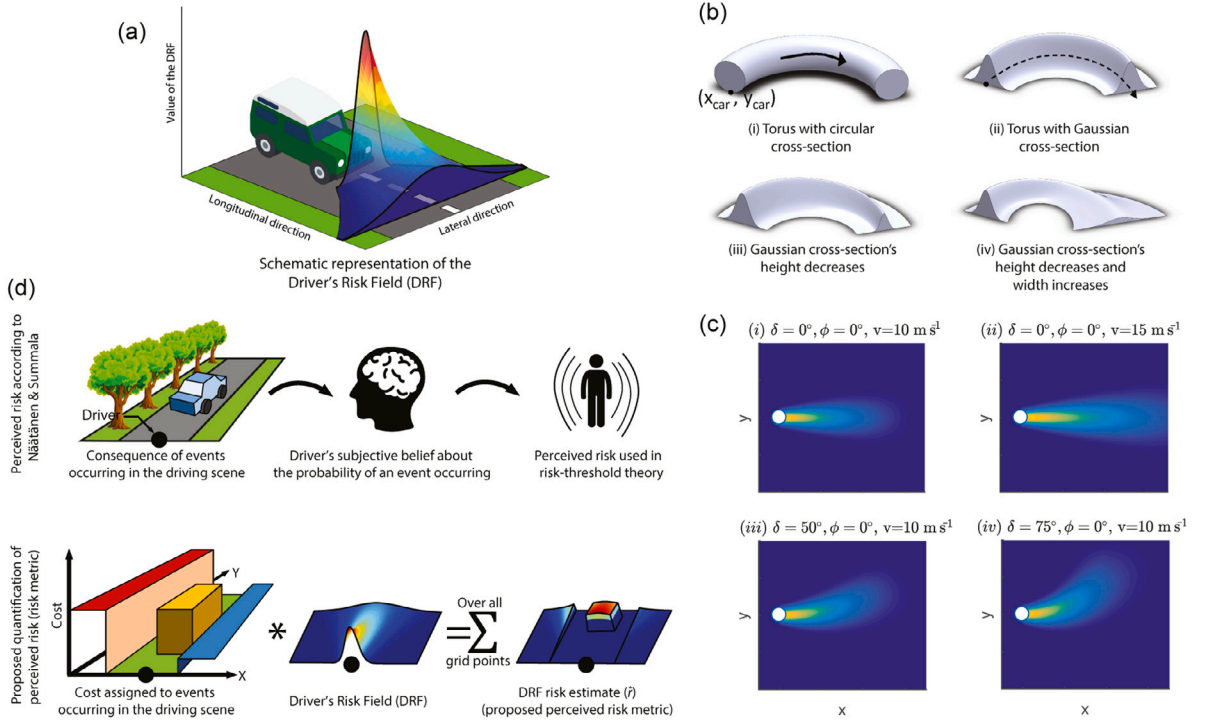 (a)
Value of the DRF
Longitudinal direction
Lateral direction
Schematic representation of the
Driver's Risk Field (DRF)
(b)
(x_car, y_car)
(i) Torus with circular
cross-section
(ii) Torus with Gaussian
cross-section
(iii) Gaussian cross-section's
height decreases
(iv) Gaussian cross-section's
height decreases and
width increases
(c)
(i) δ = 0°, ϕ = 0°, v=10 m s⁻¹
y
(ii) δ = 0°, ϕ = 0°, v=15 m s⁻¹
y
(iii) δ = 50°, ϕ = 0°, v=10 m s⁻¹
y
x
(iv) δ = 75°, ϕ = 0°, v=10 m s⁻¹
y
x
(d)
Perceived risk according to
Näätänen & Summala
Driver
Consequence of events
occurring in the driving scene
Driver's subjective belief about
the probability of an event occurring
Perceived risk used in
risk-threshold theory
Proposed quantification of
perceived risk (risk metric)
Cost
Y
X
Cost assigned to events
occurring in the driving scene
*
Driver's Risk Field (DRF)
Over all
=∑
grid points
DRF risk estimate (r̂)
(proposed perceived risk metric)